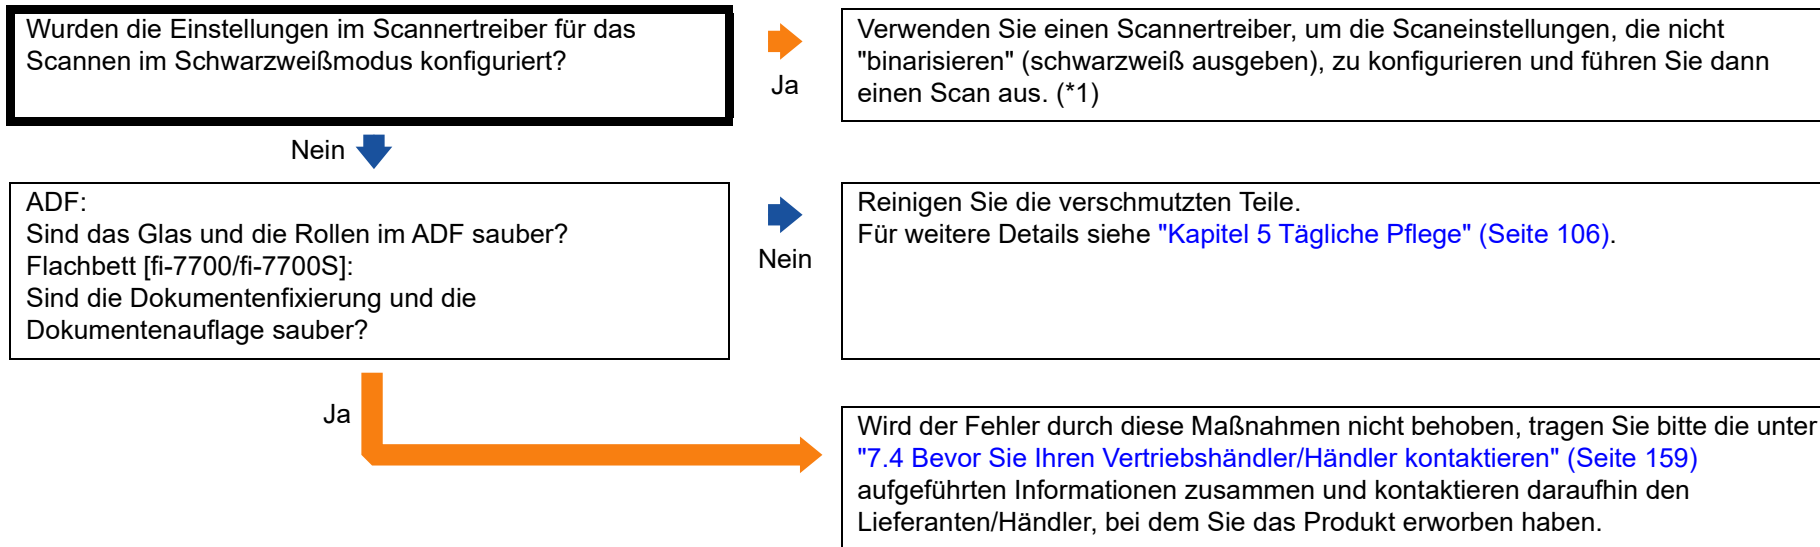 Wurden die Einstellungen im Scannertreiber für das
Scannen im Schwarzweißmodus konfiguriert?
Ja
Verwenden Sie einen Scannertreiber, um die Scaneinstellungen, die nicht
"binarisieren" (schwarzweiß ausgeben), zu konfigurieren und führen Sie dann
einen Scan aus. (*1)
Nein
ADF:
Sind das Glas und die Rollen im ADF sauber?
Flachbett [fi-7700/fi-7700S]:
Sind die Dokumentenfixierung und die
Dokumentenauflage sauber?
Nein
Reinigen Sie die verschmutzten Teile.
Für weitere Details siehe "Kapitel 5 Tägliche Pflege" (Seite 106).
Ja
Wird der Fehler durch diese Maßnahmen nicht behoben, tragen Sie bitte die unter
"7.4 Bevor Sie Ihren Vertriebshändler/Händler kontaktieren" (Seite 159)
aufgeführten Informationen zusammen und kontaktieren daraufhin den
Lieferanten/Händler, bei dem Sie das Produkt erworben haben.